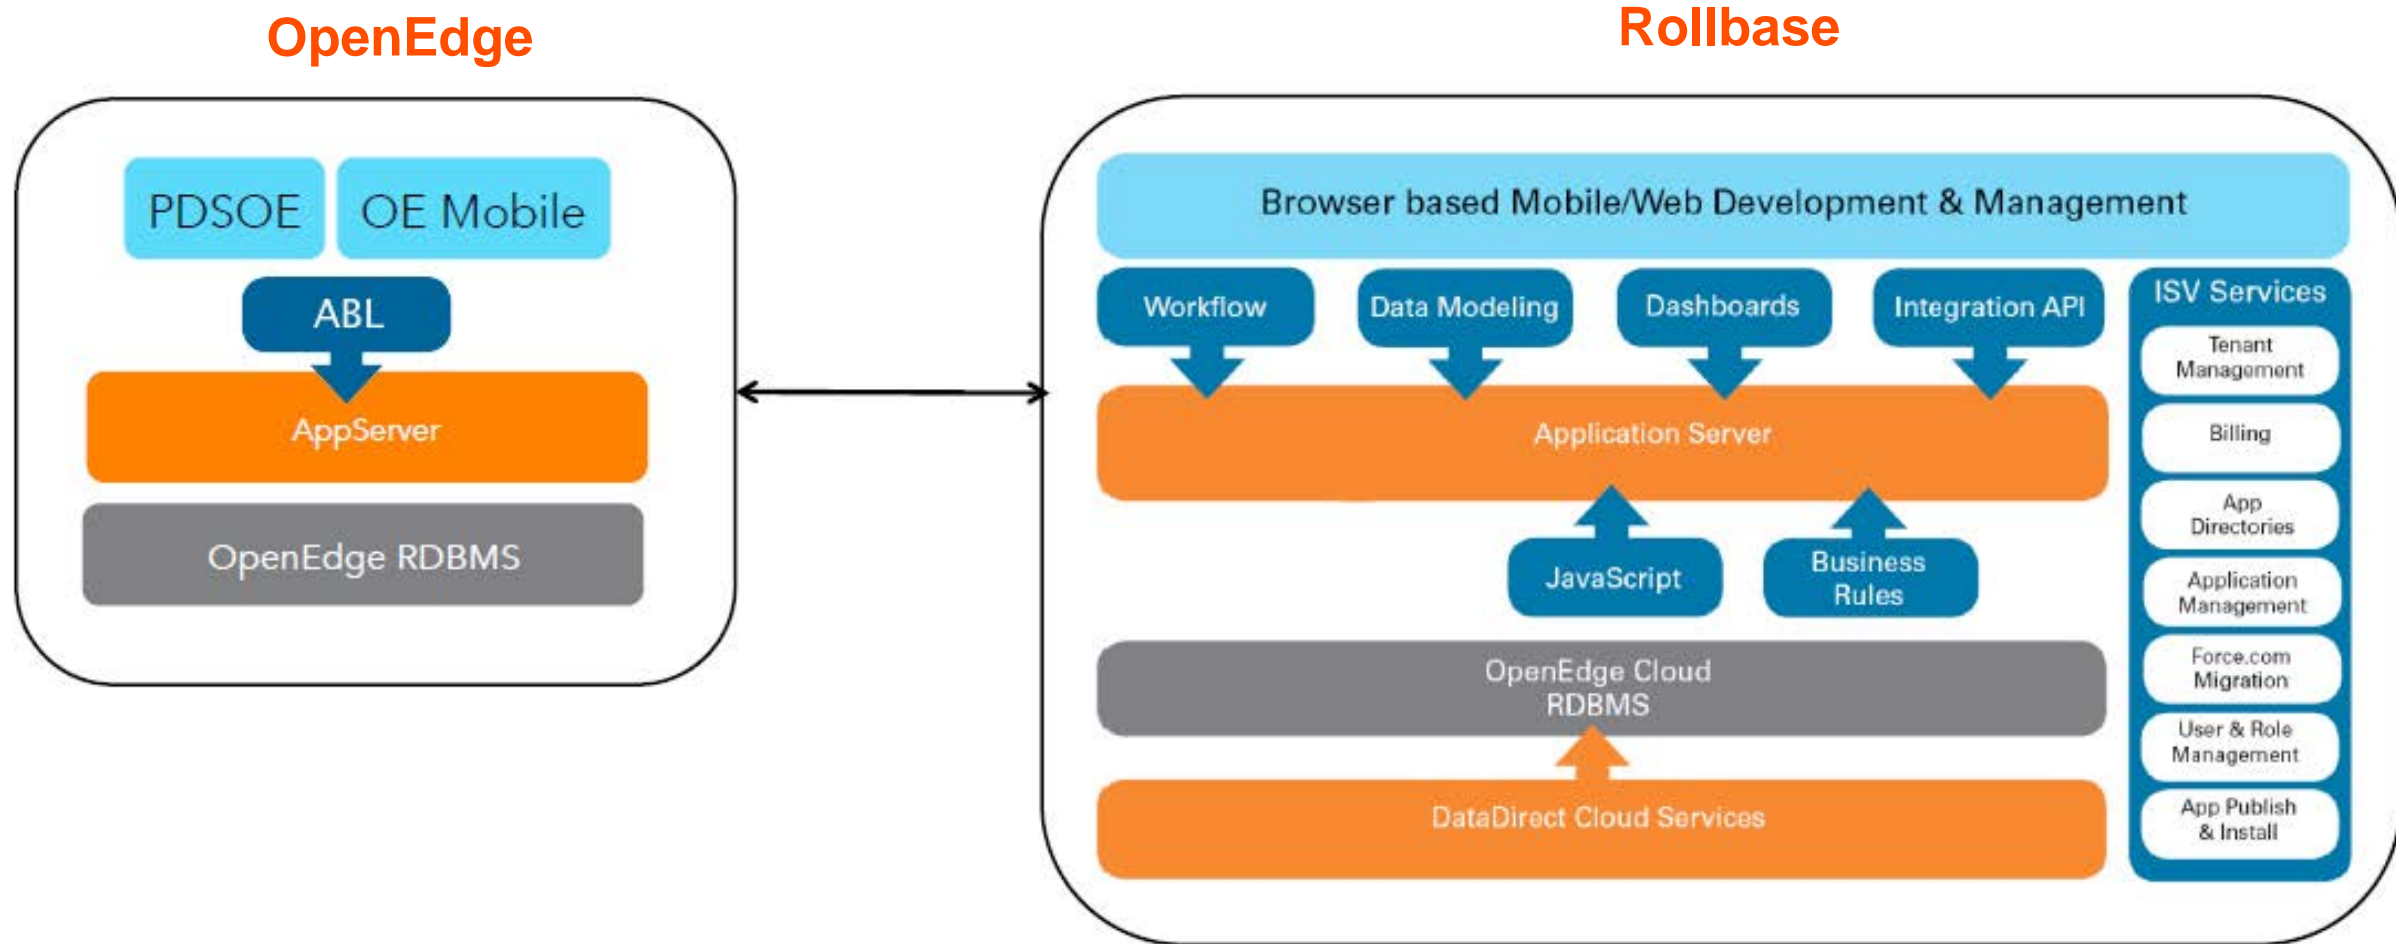 OpenEdge
PDSOE
OE Mobile
ABL
AppServer
OpenEdge RDBMS
Rollbase
Browser based Mobile/Web Development & Management
Workflow
Data Modeling
Dashboards
Integration API
Application Server
JavaScript
Business
Rules
OpenEdge Cloud
RDBMS
DataDirect Cloud Services
ISV Services
Tenant
Management
Billing
App
Directories
Application
Management
Force.com
Migration
User & Role
Management
App Publish
& Install